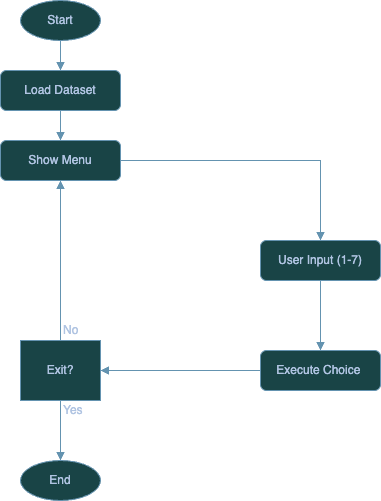 Start
Load Dataset
Show Menu
User Input (1-7)
No
Exit?
Execute Choice
Yes
End